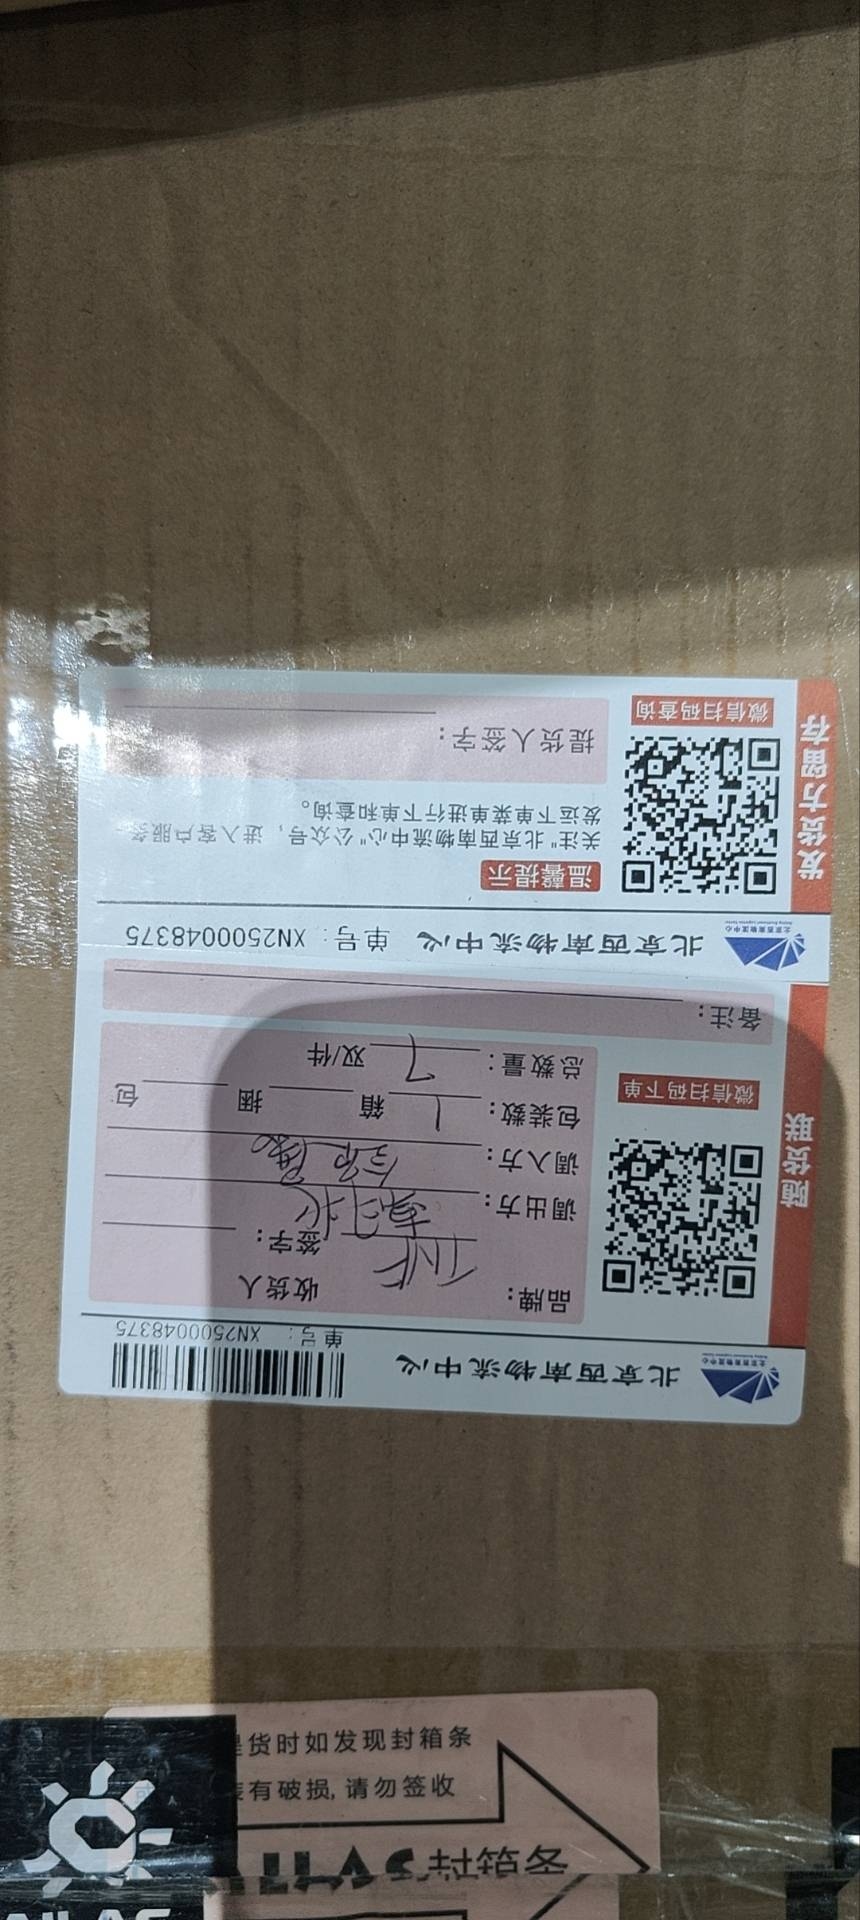 北京西南物流中心
单号: XN2500048375
随货联
品牌:
收货人
签字:
调出方:
调入方:
包装数: 1 箱 捆 包
总数量: 7 双/件
微信扫码下单
备注:
北京西南物流中心 单号: XN2500048375
发货方留存
温馨提示
关注"北京西南物流中心"公众号, 进入客户服务
发运下单菜单进行下单和查询。
提货人签字:
微信扫码查询
货时如发现封箱条
有破损, 请勿签收
封箱条